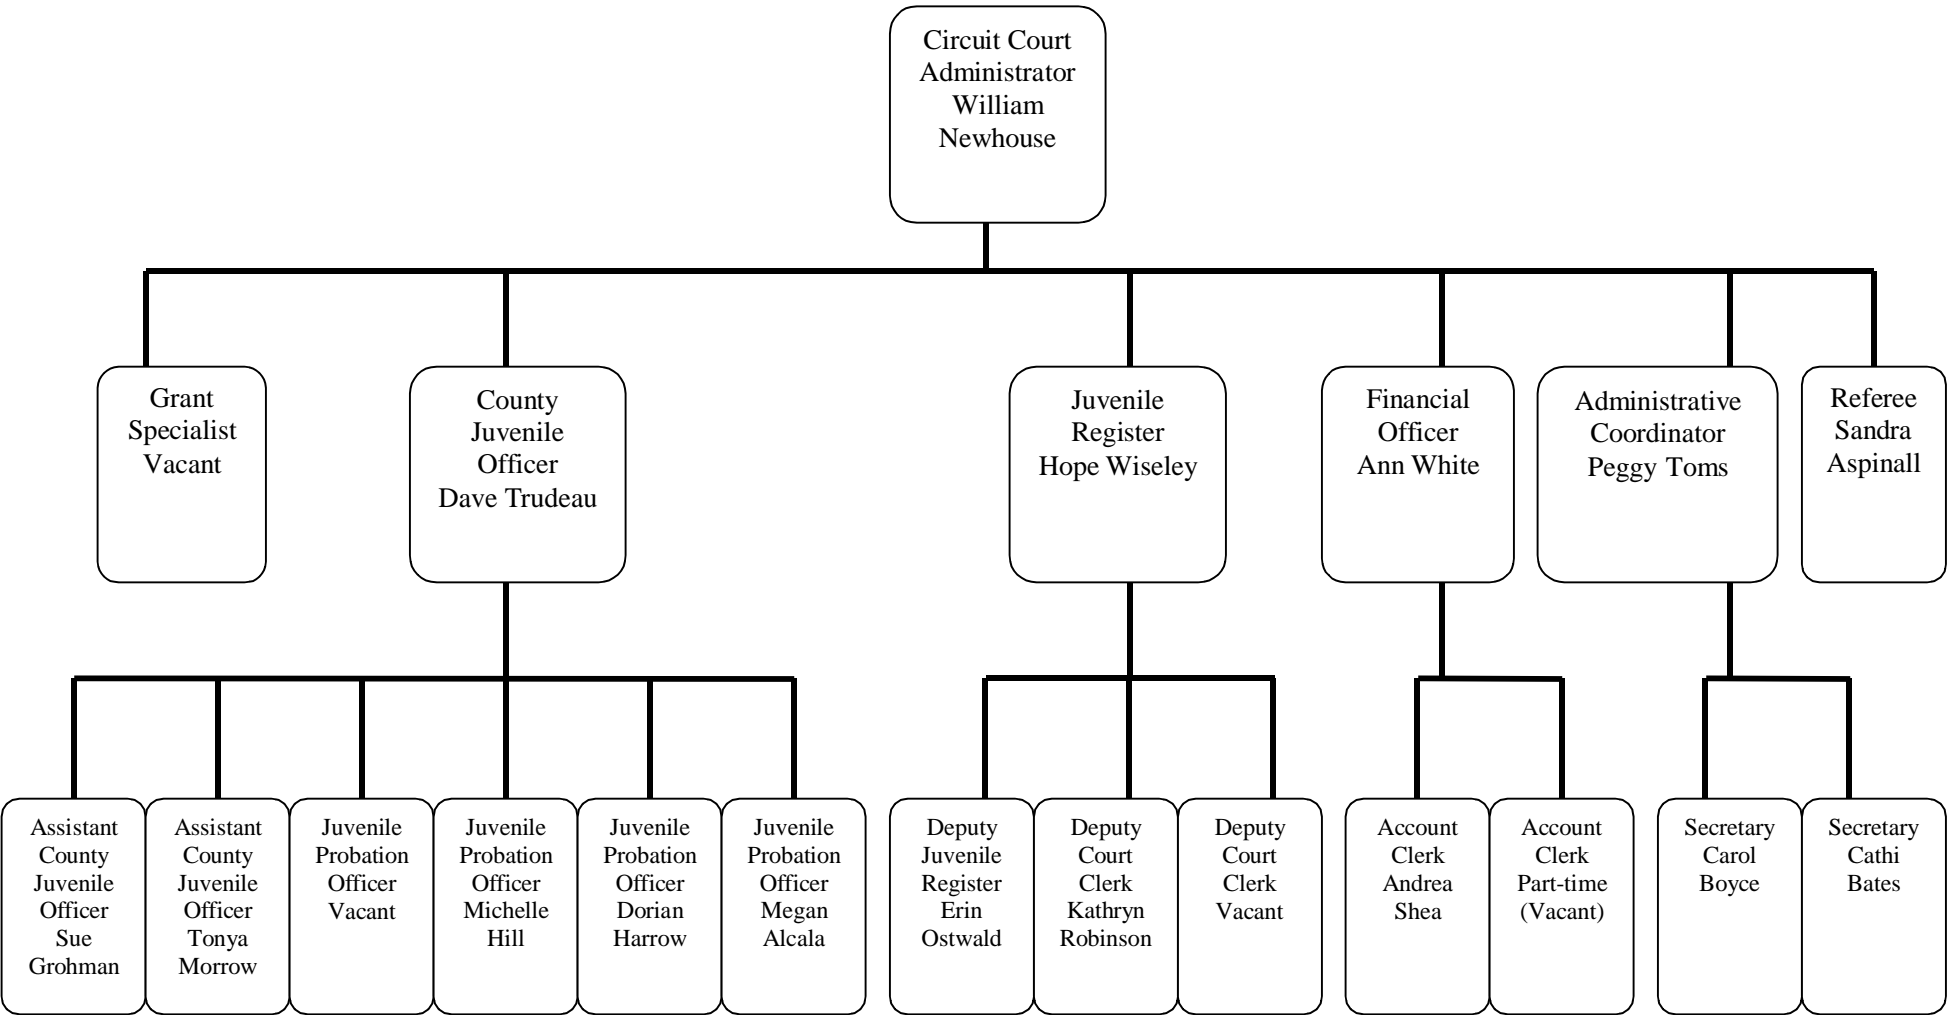 Circuit Court
Administrator
William
Newhouse
Grant
Specialist
Vacant
County
Juvenile
Officer
Dave Trudeau
Juvenile
Register
Hope Wiseley
Financial
Officer
Ann White
Administrative
Coordinator
Peggy Toms
Referee
Sandra
Aspinall
Assistant
County
Juvenile
Officer
Sue
Grohman
Assistant
County
Juvenile
Officer
Tonya
Morrow
Juvenile
Probation
Officer
Vacant
Juvenile
Probation
Officer
Michelle
Hill
Juvenile
Probation
Officer
Dorian
Harrow
Juvenile
Probation
Officer
Megan
Alcala
Deputy
Juvenile
Register
Erin
Ostwald
Deputy
Court
Clerk
Kathryn
Robinson
Deputy
Court
Clerk
Vacant
Account
Clerk
Andrea
Shea
Account
Clerk
Part-time
(Vacant)
Secretary
Carol
Boyce
Secretary
Cathi
Bates